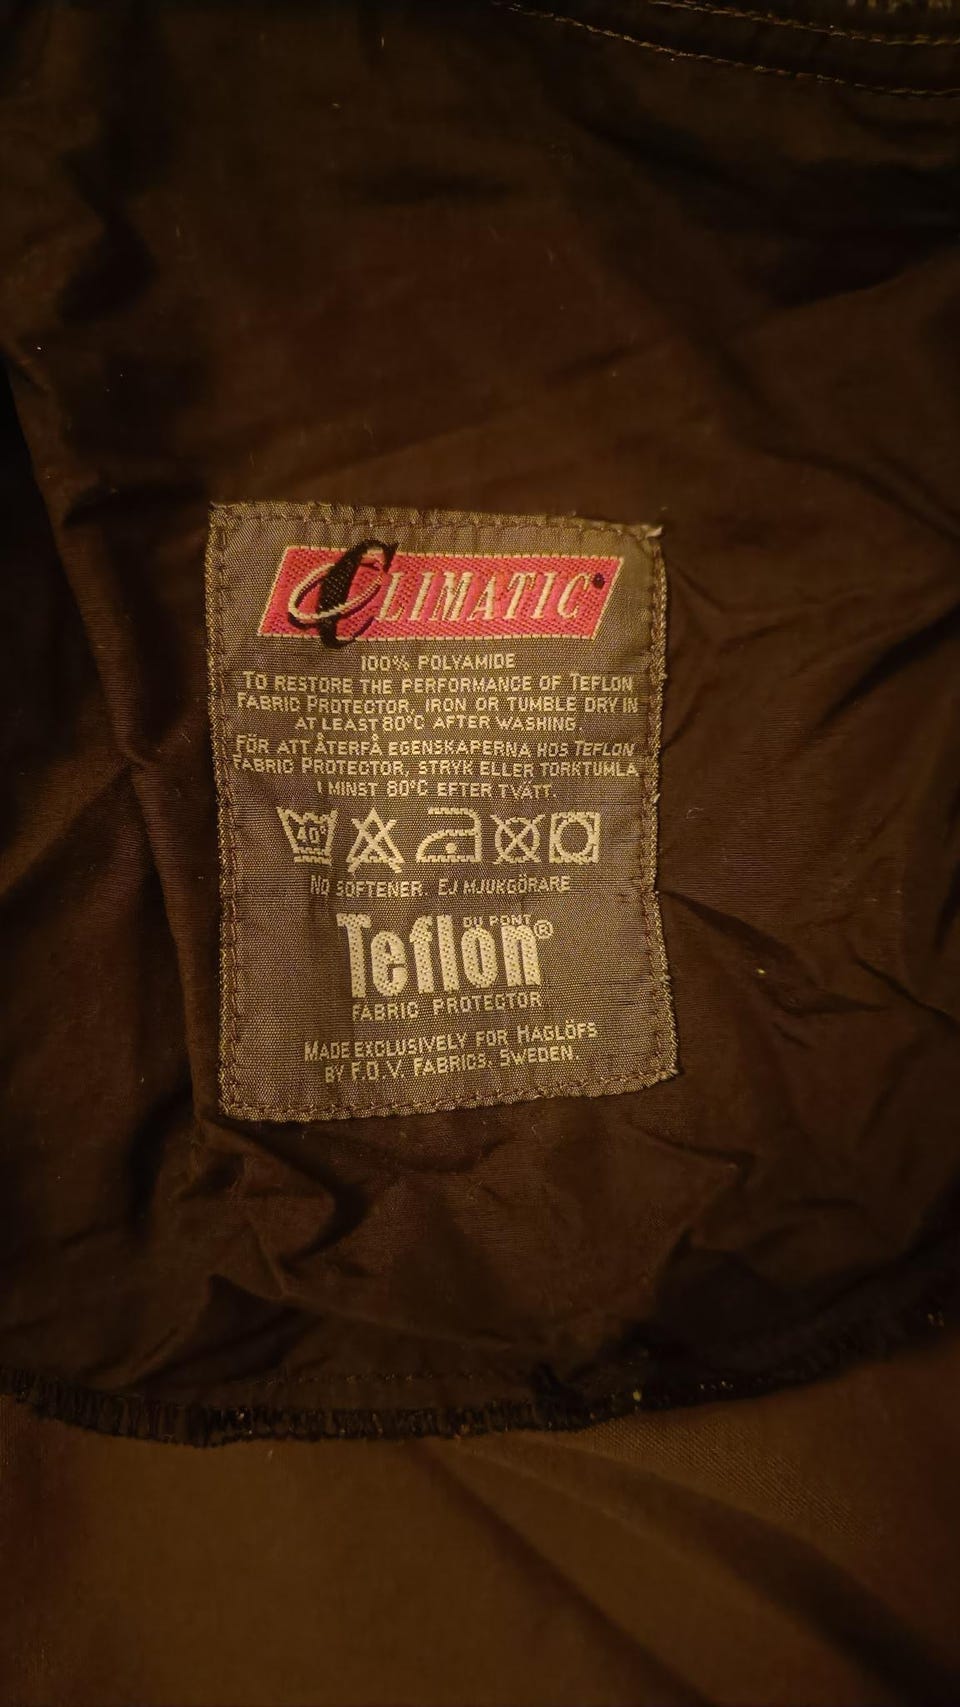 CLIMATIC
100% POLYAMIDE
TO RESTORE THE PERFORMANCE OF TEFLON
FABRIC PROTECTOR, IRON OR TUMBLE DRY IN
AT LEAST 80°C AFTER WASHING.
FÖR ATT ÅTERFÅ EGENSKAPERNA HOS TEFLON
FABRIC PROTECTOR, STRYK ELLER TORKTUMLA
I MINST 80°C EFTER TVÄTT.
40°
NO SOFTENER. EJ MJUKGÖRARE
DU PONT
Teflon®
FABRIC PROTECTOR
MADE EXCLUSIVELY FOR HAGLÖFS
BY F.O.V. FABRICS. SWEDEN.